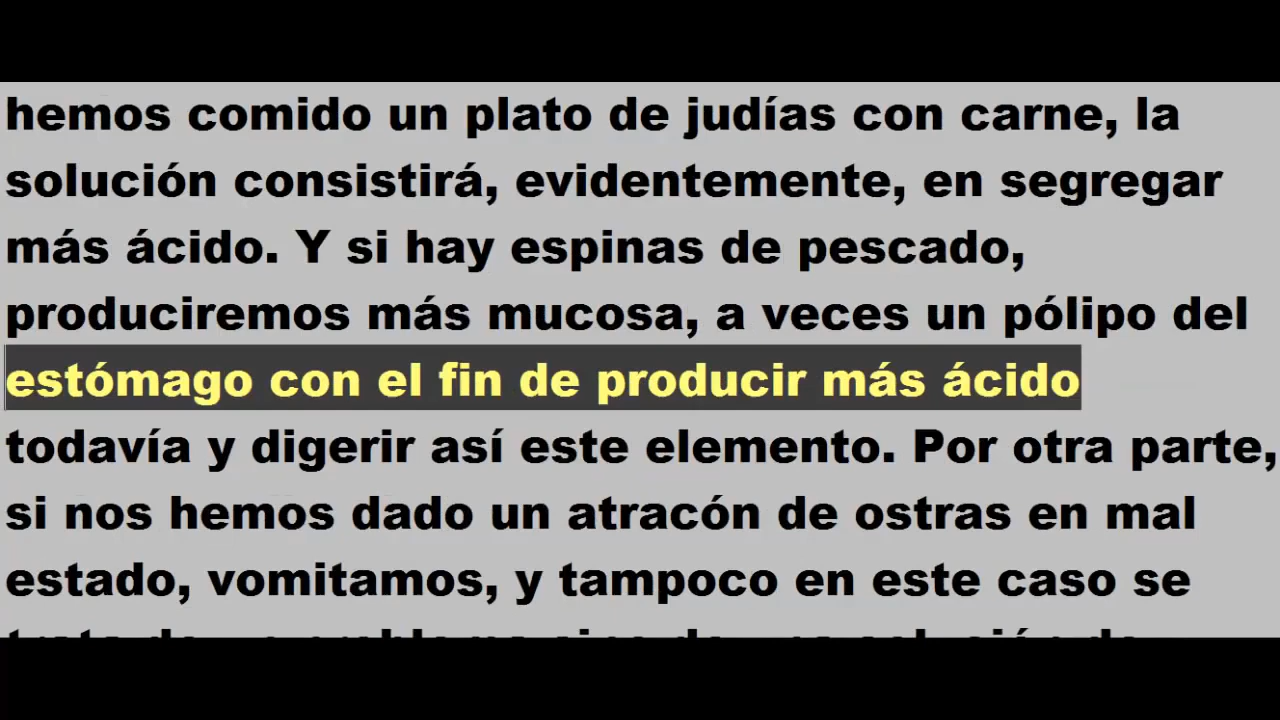 hemos comido un plato de judías con carne, la
solución consistirá, evidentemente, en segregar
más ácido. Y si hay espinas de pescado,
produciremos más mucosa, a veces un pólipo del
estómago con el fin de producir más ácido
todavía y digerir así este elemento. Por otra parte,
si nos hemos dado un atracón de ostras en mal
estado, vomitamos, y tampoco en este caso se